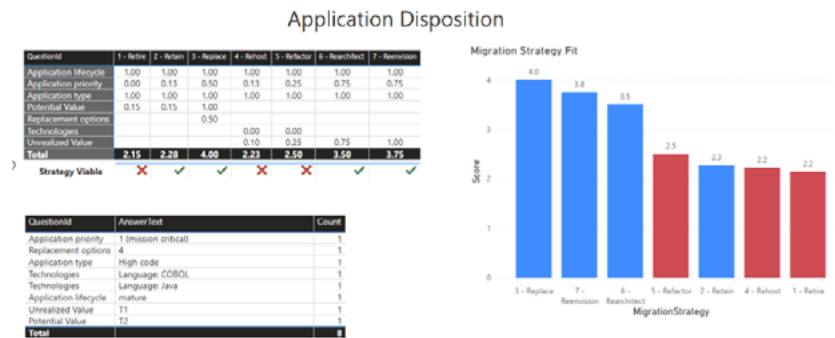 Application Disposition
QuestionId 1 - Retire 2 - Retain 3 - Replace 4 - Rehost 5 - Refactor 6 - Rearchitect 7 - Reenvision
Application lifecycle 1.00 1.00 1.00 1.00 1.00 1.00 1.00
Application priority 0.00 0.13 0.50 0.13 0.25 0.75 0.75
Application type 1.00 1.00 1.00 1.00 1.00 1.00 1.00
Potential Value 0.15 0.15 1.00
Replacement options 0.50
Technologies 0.00 0.00
Unrealized Value 0.10 0.25 0.75 1.00
Total 2.15 2.28 4.00 2.23 2.50 3.50 3.75
Strategy Viable
QuestionId AnswerText Count
Application priority 1 (mission critical) 1
Replacement options 4 1
Application type High code 1
Technologies Language: COBOL 1
Technologies Language: Java 1
Application lifecycle mature 1
Unrealized Value T1 1
Potential Value T2 1
Total 8
Migration Strategy Fit
4.0
3.8
3.5
2.5
2.3
2.2
2.2
4
3
2
1
0
Score
3 - Replace
7 -
Reenvision
6 -
Rearchitect
5 - Refactor
2 - Retain
4 - Rehost
1 - Retire
MigrationStrategy